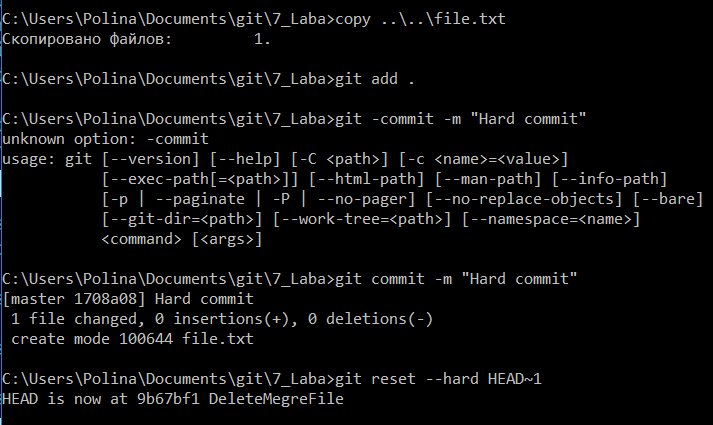 C:\Users\Polina\Documents\git\7_Laba>copy ..\..\file.txt
Скопировано файлов:         1.
C:\Users\Polina\Documents\git\7_Laba>git add .
C:\Users\Polina\Documents\git\7_Laba>git -commit -m "Hard commit"
unknown option: -commit
usage: git [--version] [--help] [-C <path>] [-c <name>=<value>]
           [--exec-path[=<path>]] [--html-path] [--man-path] [--info-path]
           [-p | --paginate | -P | --no-pager] [--no-replace-objects] [--bare]
           [--git-dir=<path>] [--work-tree=<path>] [--namespace=<name>]
           <command> [<args>]
C:\Users\Polina\Documents\git\7_Laba>git commit -m "Hard commit"
[master 1708a08] Hard commit
 1 file changed, 0 insertions(+), 0 deletions(-)
 create mode 100644 file.txt
C:\Users\Polina\Documents\git\7_Laba>git reset --hard HEAD~1
HEAD is now at 9b67bf1 DeleteMegreFile